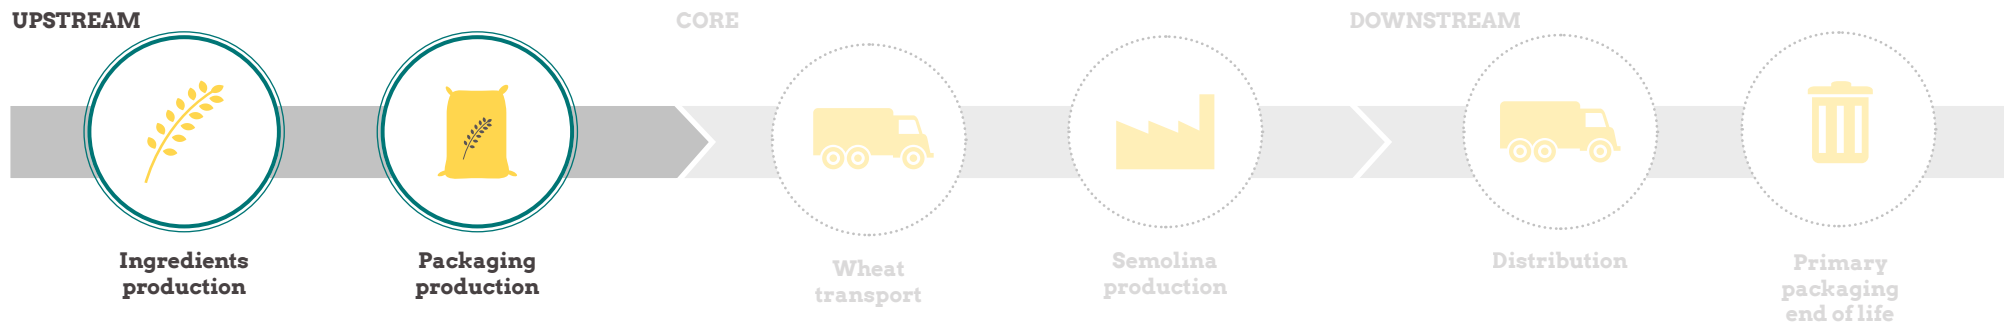 UPSTREAM
CORE
DOWNSTREAM
Ingredients
production
Packaging
production
Wheat
transport
Semolina
production
Distribution
Primary
packaging
end of life